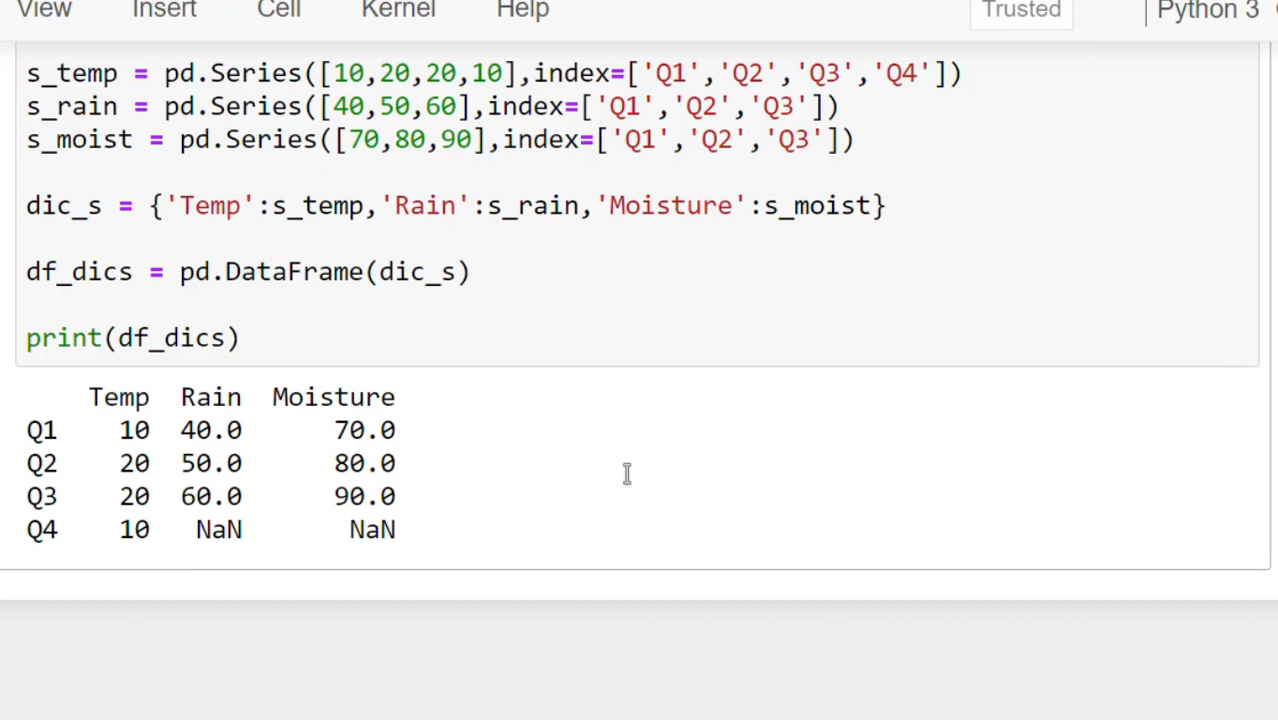 View Insert Cell Kernel Help Trusted Python 3
s_temp = pd.Series([10,20,20,10],index=['Q1','Q2','Q3','Q4'])
s_rain = pd.Series([40,50,60],index=['Q1','Q2','Q3'])
s_moist = pd.Series([70,80,90],index=['Q1','Q2','Q3'])
dic_s = {'Temp':s_temp,'Rain':s_rain,'Moisture':s_moist}
df_dics = pd.DataFrame(dic_s)
print(df_dics)
Temp Rain Moisture
Q1 10 40.0 70.0
Q2 20 50.0 80.0
Q3 20 60.0 90.0
Q4 10 NaN NaN